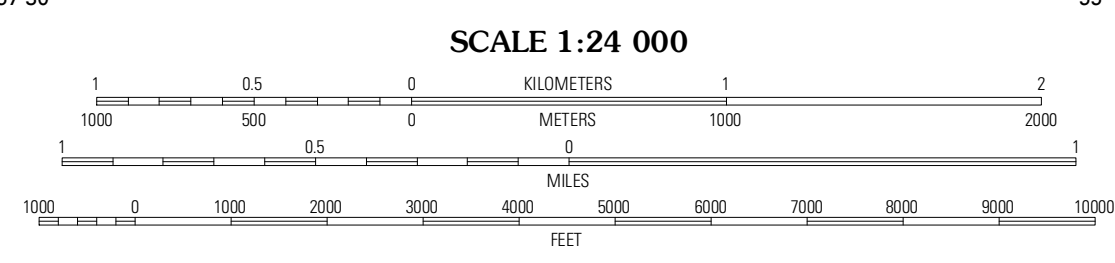 SCALE 1:24 000
1 0.5 0 KILOMETERS 1 2
1000 500 0 METERS 1000 2000
1 0.5 0 1
MILES
1000 0 1000 2000 3000 4000 5000 6000 7000 8000 9000 10000
FEET